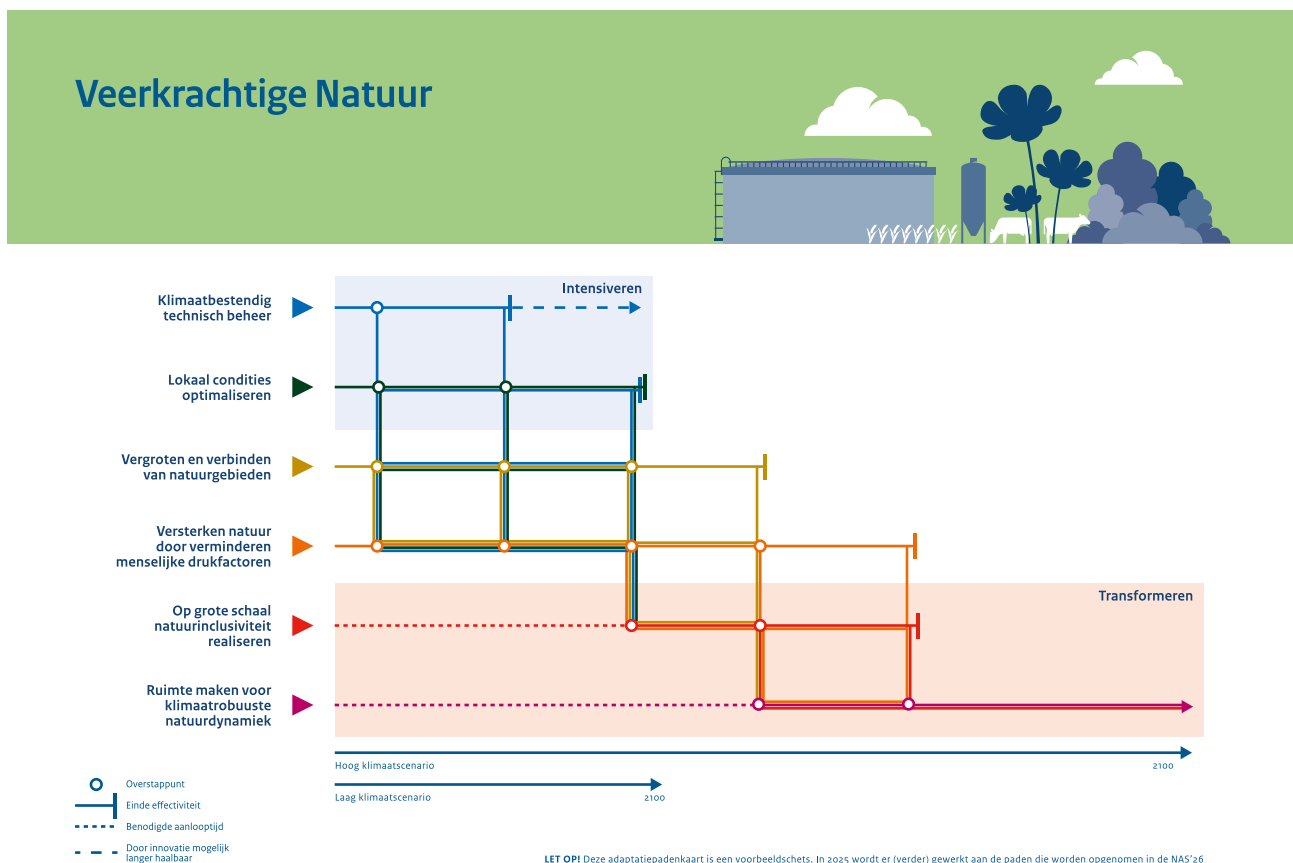 Veerkrachtige Natuur
Intensiveren
Klimaatbestendig
technisch beheer
Lokaal condities
optimaliseren
Vergroten en verbinden
van natuurgebieden
Versterken natuur
door verminderen
menselijke drukfactoren
Transformeren
Op grote schaal
natuurinclusiviteit
realiseren
Ruimte maken voor
klimaatrobuuste
natuurdynamiek
Hoog klimaatscenario
2100
Laag klimaatscenario
2100
Overstappunt
Einde effectiviteit
Benodigde aanlooptijd
Door innovatie mogelijk
langer haalbaar
LET OP! Deze adaptatiepadenkaart is een voorbeeldschets. In 2025 wordt er (verder) gewerkt aan de paden die worden opgenomen in de NAS'26